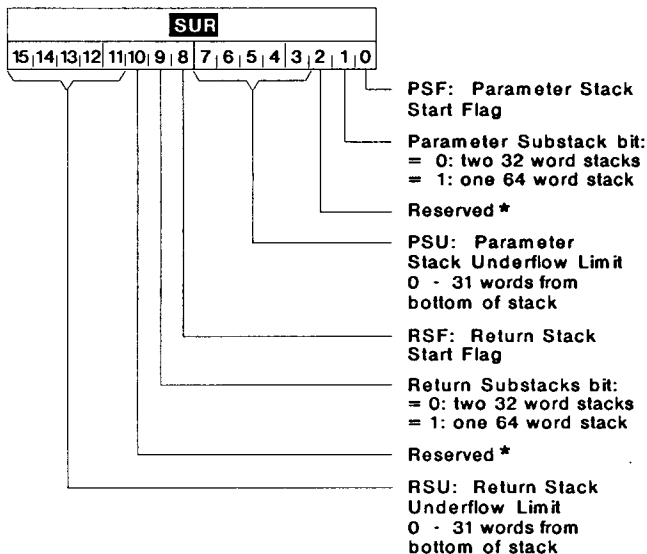 SUR
15 14 13 12 11 10 9 8 7 6 5 4 3 2 1 0
PSF: Parameter Stack
Start Flag
Parameter Substack bit:
= 0: two 32 word stacks
= 1: one 64 word stack
Reserved *
PSU: Parameter
Stack Underflow Limit
0 - 31 words from
bottom of stack
RSF: Return Stack
Start Flag
Return Substacks bit:
= 0: two 32 word stacks
= 1: one 64 word stack
Reserved *
RSU: Return Stack
Underflow Limit
0 - 31 words from
bottom of stack